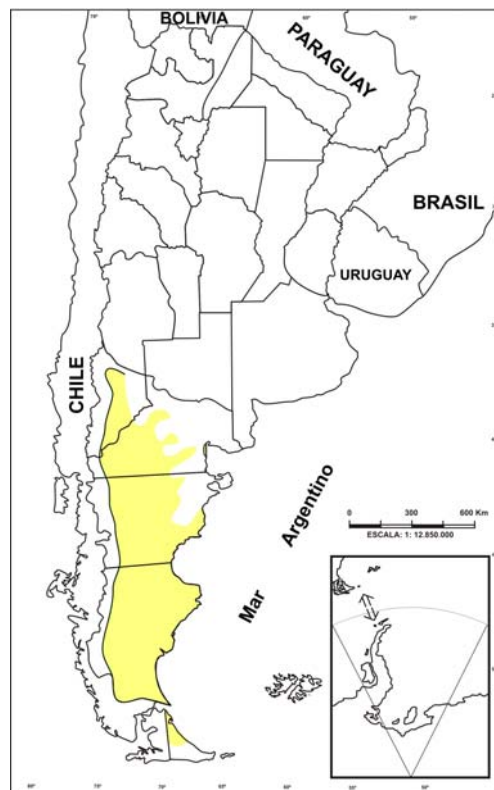 BOLIVIA
PARAGUAY
BRASIL
URUGUAY
CHILE
Mar Argentino
0 300 600 Km
ESCALA: 1: 12.850.000